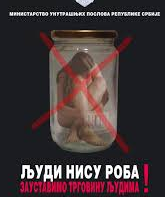 МИНИСТАРСТВО УНУТРАШЊИХ ПОСЛОВА РЕПУБЛИКЕ СРБИЈЕ
ЉУДИ НИСУ РОБА
ЗАУСТАВИМО ТРГОВИНУ ЉУДИМА !